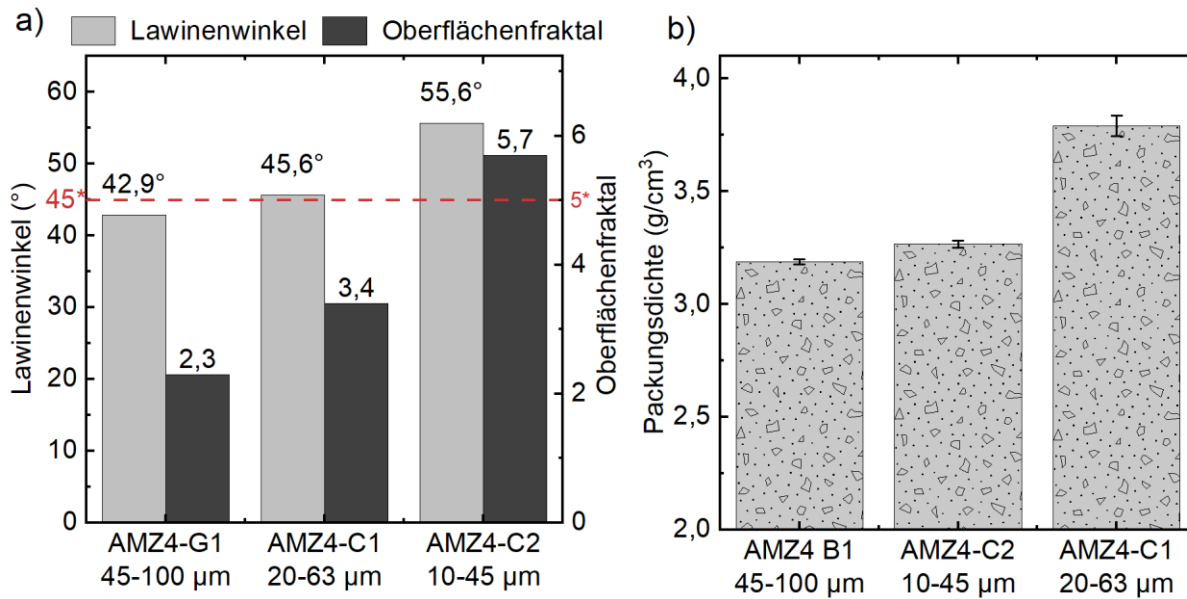 a)
Lawinenwinkel
Oberflächenfraktal
60
50
45*
40
30
20
10
0
Lawinenwinkel (°)
42,9°
2,3
45,6°
3,4
55,6°
5,7
6
5*
4
2
0
Oberflächenfraktal
AMZ4-G1
45-100 µm
AMZ4-C1
20-63 µm
AMZ4-C2
10-45 µm
b)
4,0
3,5
3,0
2,5
2,0
Packungsdichte (g/cm³)
AMZ4 B1
45-100 µm
AMZ4-C2
10-45 µm
AMZ4-C1
20-63 µm